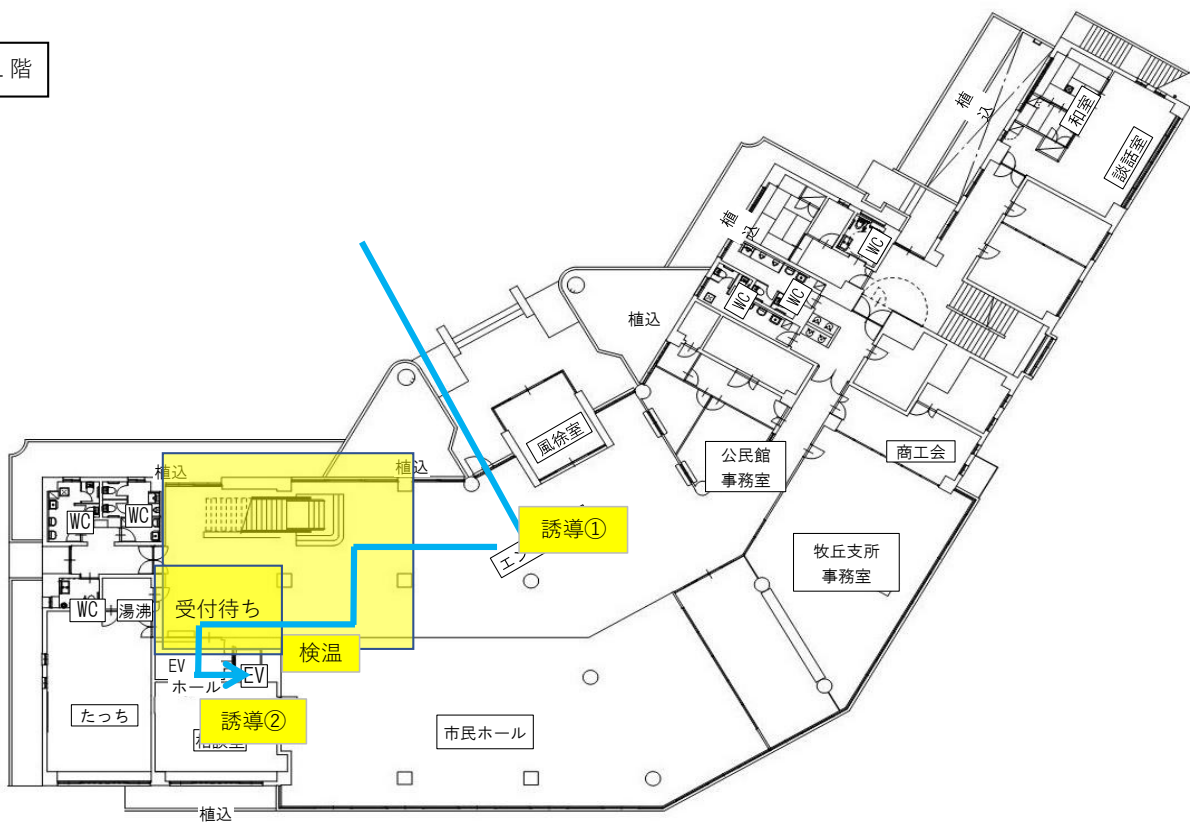 階
植
込
和室
談話室
植
込
WC
WC
WC
植込
風徐室
公民館
事務室
商工会
植込
植込
WC
WC
誘導①
エン
牧丘支所
事務室
WC
湯沸
受付待ち
検温
EV
ホール
EV
たっち
誘導②
市民ホール
植込